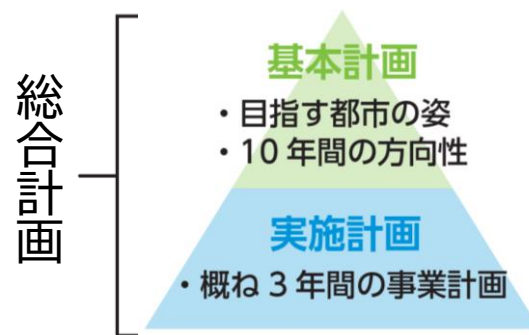 総合計画
基本計画
・目指す都市の姿
・10年間の方向性
実施計画
・概ね3年間の事業計画